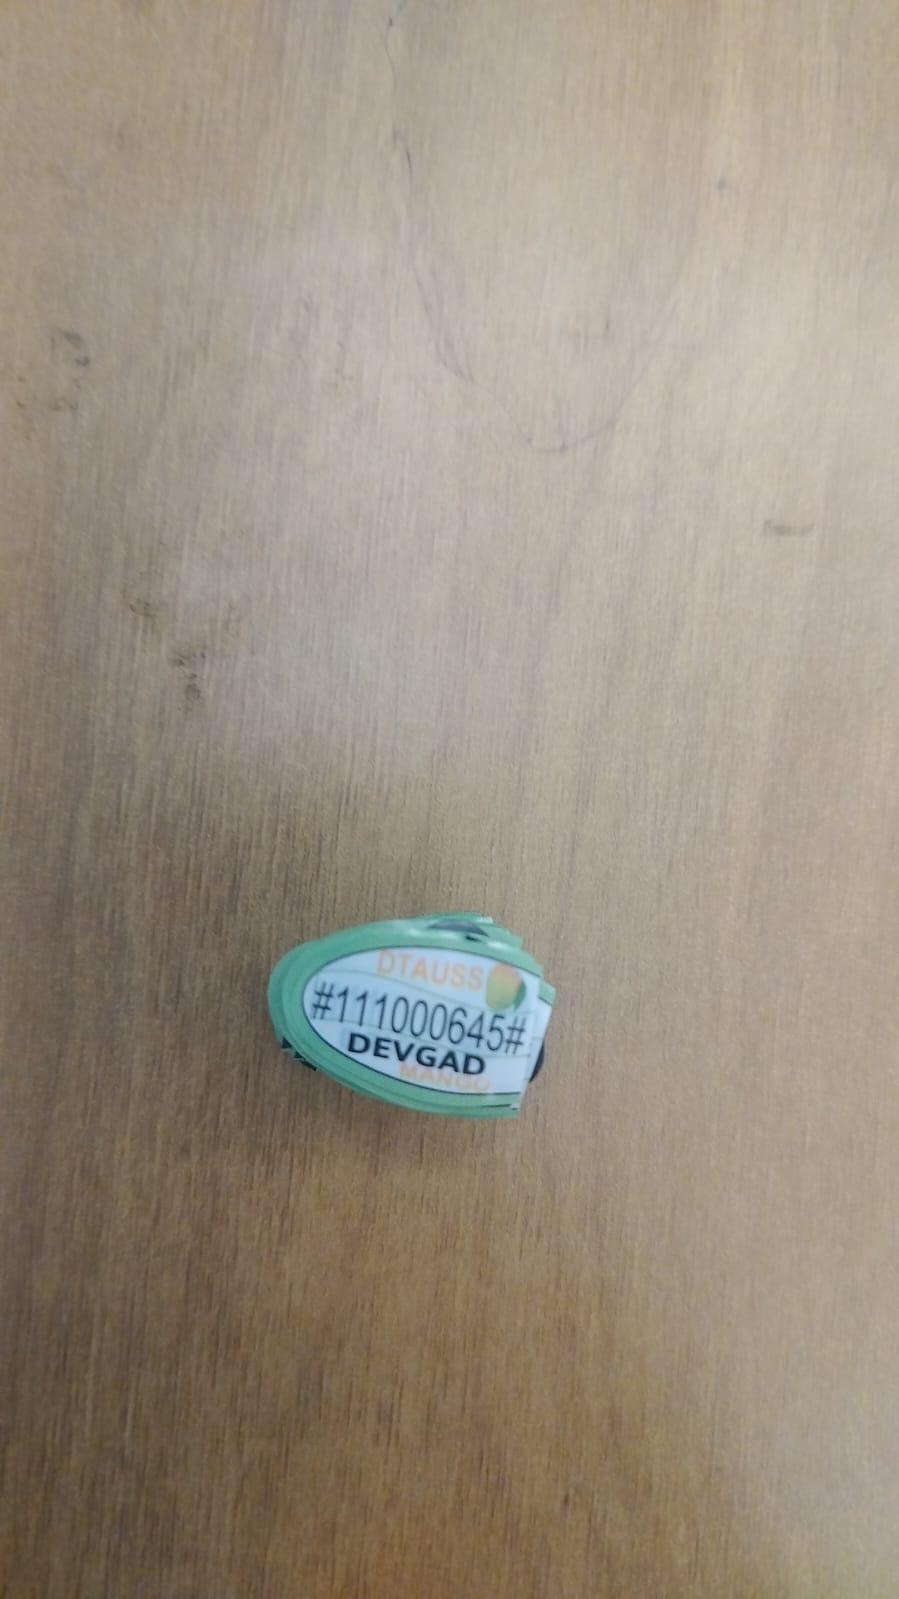 DTAUSS
#111000645#
DEVGAD
MANGO